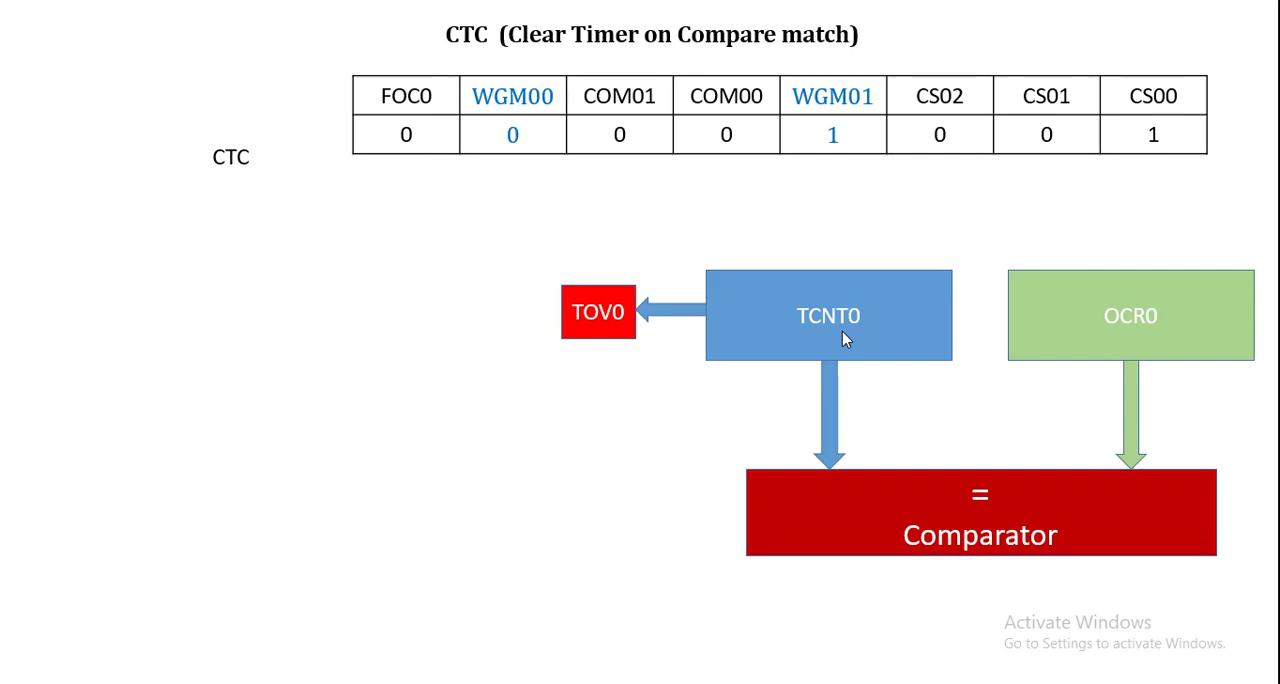 CTC (Clear Timer on Compare match)
FOC0 WGM00 COM01 COM00 WGM01 CS02 CS01 CS00
0 0 0 0 1 0 0 1
CTC
TOV0 TCNT0 OCR0
=
Comparator
Activate Windows
Go to Settings to activate Windows.